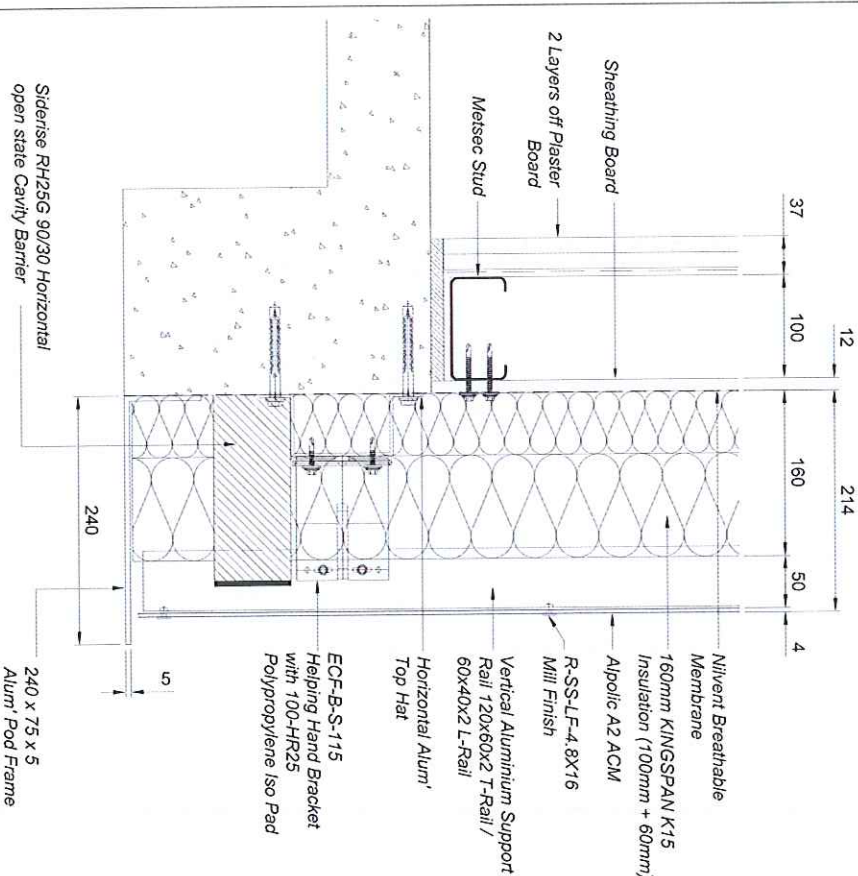 Sheathing Board
2 Layers off Plaster
Board
Metsec Stud
37
100
12
160
214
50
4
Nilvent Breathable
Membrane
160mm KINGSPAN K15
Insulation (100mm + 60mm)
Alpolic A2 ACM
R-SS-LF-4.8X16
Mill Finish
Vertical Aluminium Support
Rail 120x60x2 T-Rail /
60x40x2 L-Rail
Horizontal Alum'
Top Hat
ECF-B-S-115
Helping Hand Bracket
with 100-HR25
Polypropylene Iso Pad
240
5
240 x 75 x 5
Alum' Pod Frame
Siderise RH25G 90/30 Horizontal
open state Cavity Barrier